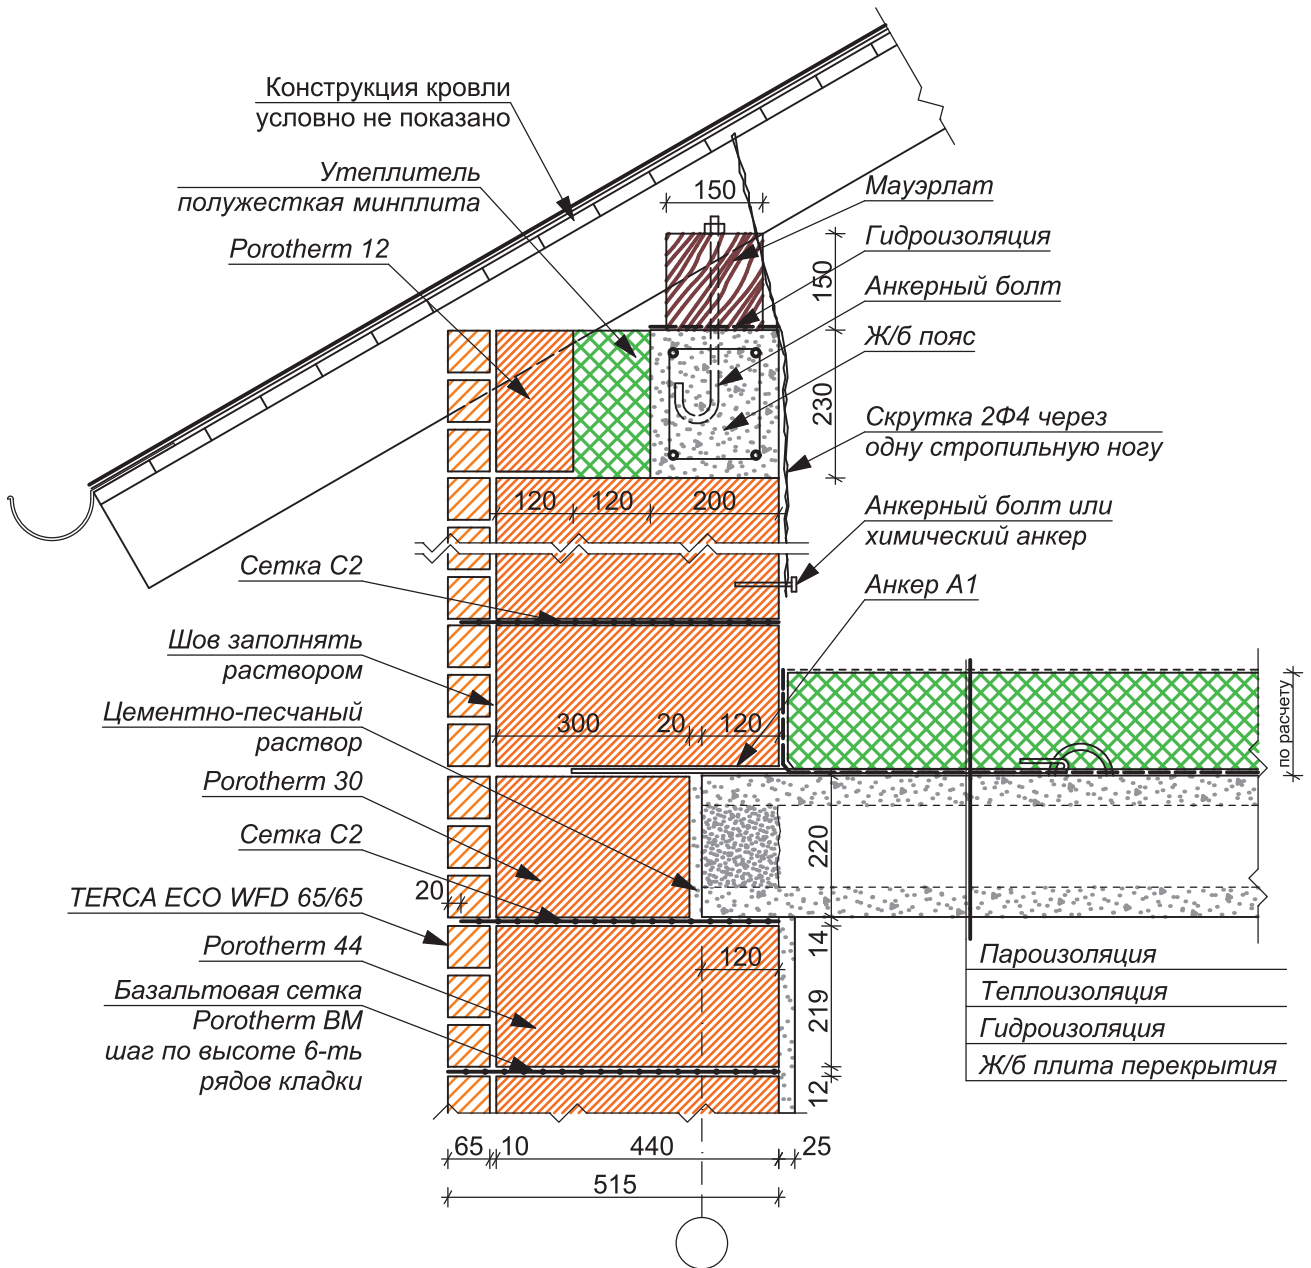 Конструкция кровли
условно не показано
Утеплитель
полужесткая минплита
Porotherm 12
150
Мауэрлат
Гидроизоляция
150
Анкерный болт
Ж/б пояс
230
Скрутка 2Ф4 через
одну стропильную ногу
120
120
200
Анкерный болт или
химический анкер
Сетка С2
Анкер А1
Шов заполнять
раствором
Цементно-песчаный
раствор
300
20
120
по расчету
Porotherm 30
Сетка С2
220
20
TERCA ECO WFD 65/65
Porotherm 44
120
14
Базальтовая сетка
Porotherm BM
шаг по высоте 6-ть
рядов кладки
219
12
Пароизоляция
Теплоизоляция
Гидроизоляция
Ж/б плита перекрытия
65
10
440
25
515